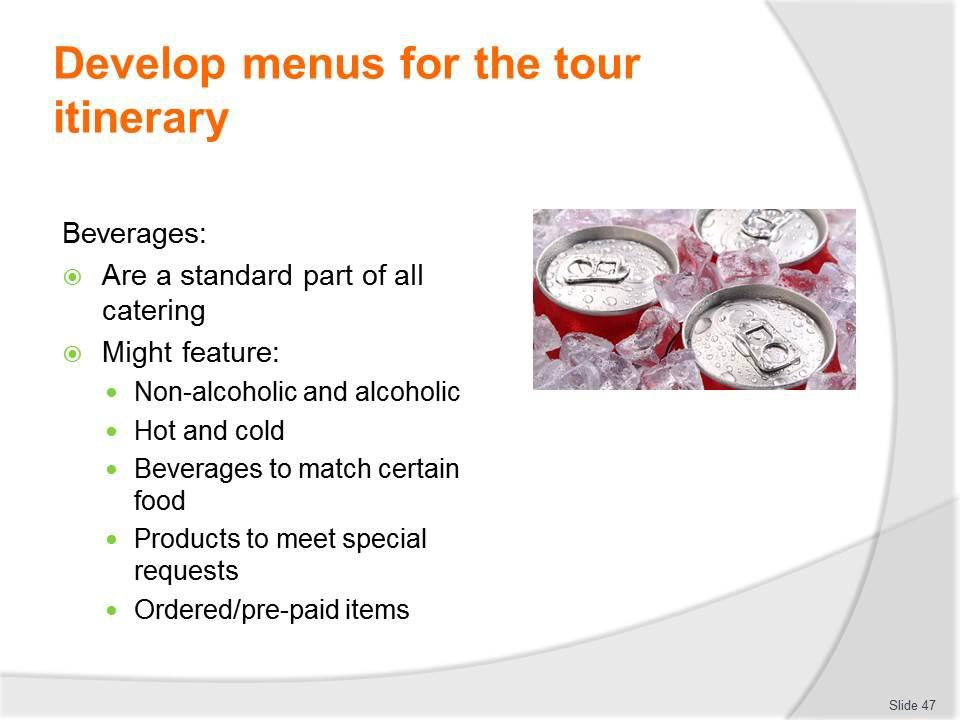 Develop menus for the tour
itinerary
Beverages:
Are a standard part of all
catering
Might feature:
Non-alcoholic and alcoholic
Hot and cold
Beverages to match certain
food
Products to meet special
requests
Ordered/pre-paid items
Slide 47